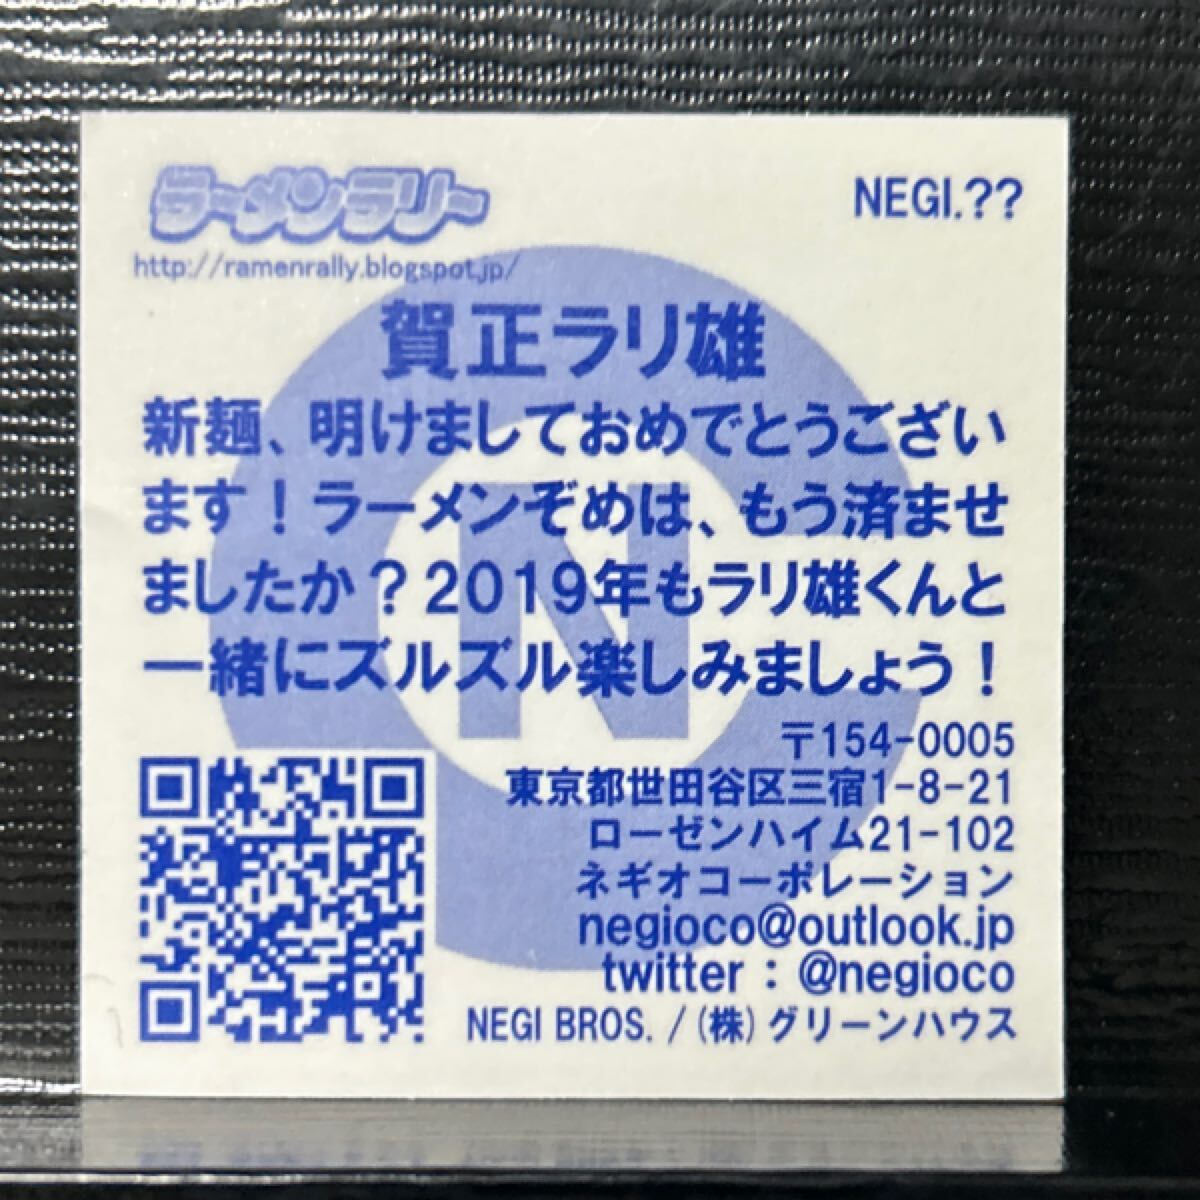 ラーメンラリー
NEGI.??
http://ramenrally.blogspot.jp/
賀正ラリ雄
新麺、明けましておめでとうござい
ます！ラーメンぞめは、もう済ませ
ましたか？2019年もラリ雄くんと
一緒にズルズル楽しみましょう！
N
〒154-0005
東京都世田谷区三宿1-8-21
ローゼンハイム21-102
ネギオコーポレーション
negioco@outlook.jp
twitter：@negioco
NEGI BROS. / (株)グリーンハウス